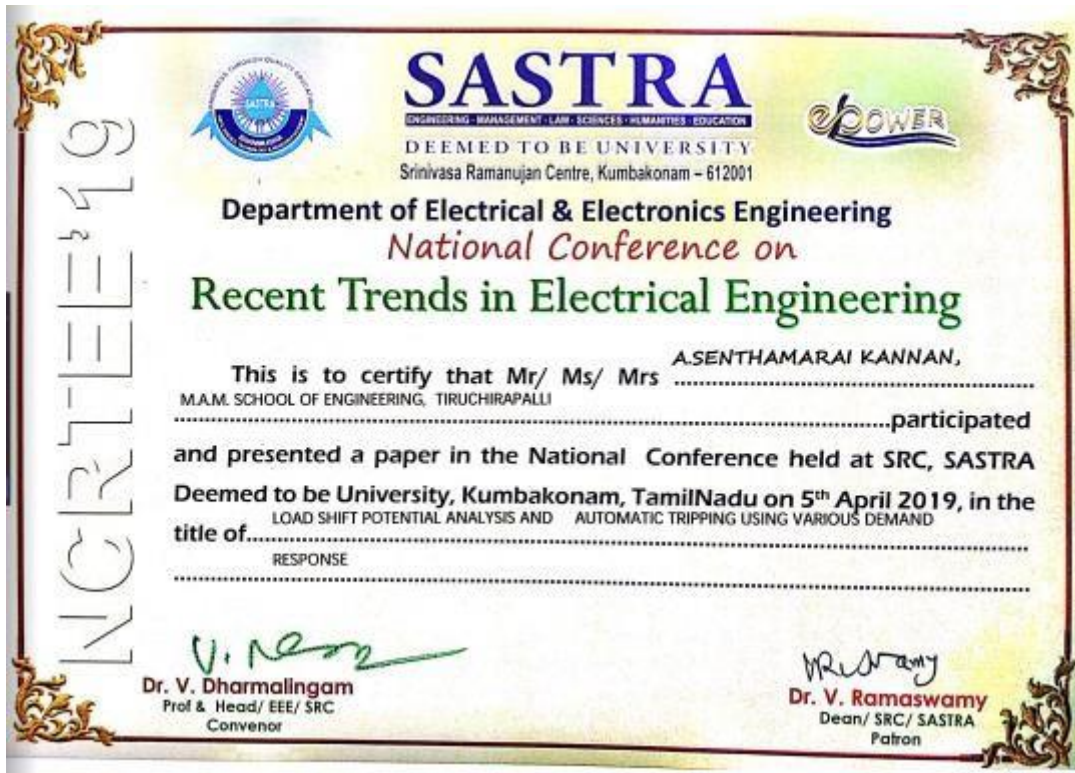 SASTRA
ENGINEERING · MANAGEMENT · LAW · SCIENCES · HUMANITIES · EDUCATION
DEEMED TO BE UNIVERSITY
Srinivasa Ramanujan Centre, Kumbakonam – 612001
SASTRA
epower
NCRTEE'19
Department of Electrical & Electronics Engineering
National Conference on
Recent Trends in Electrical Engineering
This is to certify that Mr/ Ms/ Mrs A.SENTHAMARAI KANNAN,
M.A.M. SCHOOL OF ENGINEERING, TIRUCHIRAPALLI
participated
and presented a paper in the National Conference held at SRC, SASTRA
Deemed to be University, Kumbakonam, TamilNadu on 5th April 2019, in the
title of LOAD SHIFT POTENTIAL ANALYSIS AND AUTOMATIC TRIPPING USING VARIOUS DEMAND
RESPONSE
Dr. V. Dharmalingam
Prof & Head/ EEE/ SRC
Convenor
Dr. V. Ramaswamy
Dean/ SRC/ SASTRA
Patron